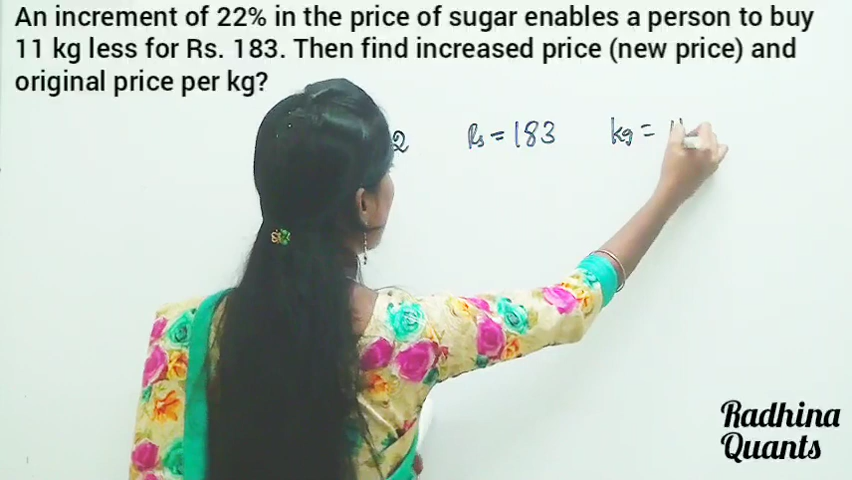 An increment of 22% in the price of sugar enables a person to buy
11 kg less for Rs. 183. Then find increased price (new price) and
original price per kg?
2 Rs = 183 kg =
Radhina
Quants